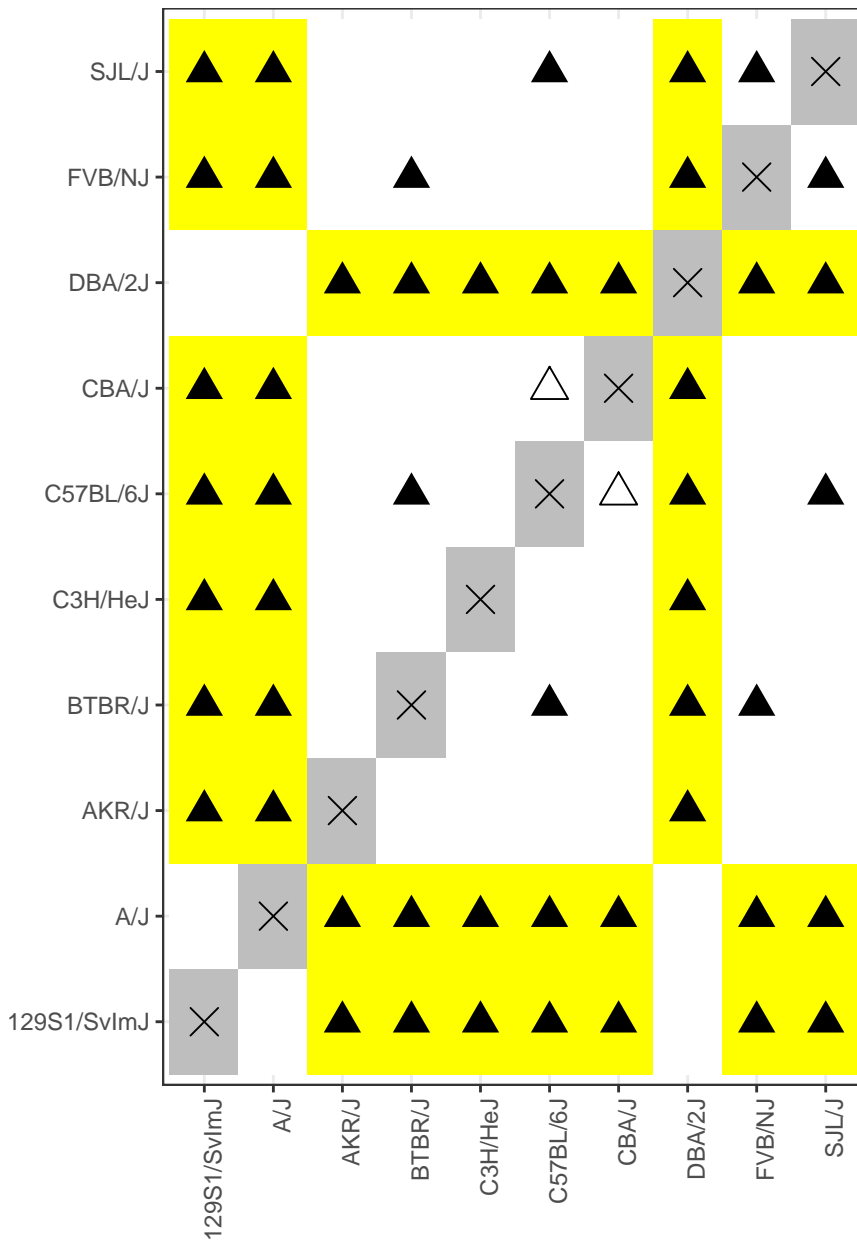 SJL/J
FVB/NJ
DBA/2J
CBA/J
C57BL/6J
C3H/HeJ
BTBR/J
AKR/J
A/J
129S1/SvImJ
129S1/SvImJ
A/J
AKR/J
BTBR/J
C3H/HeJ
C57BL/6J
CBA/J
DBA/2J
FVB/NJ
SJL/J